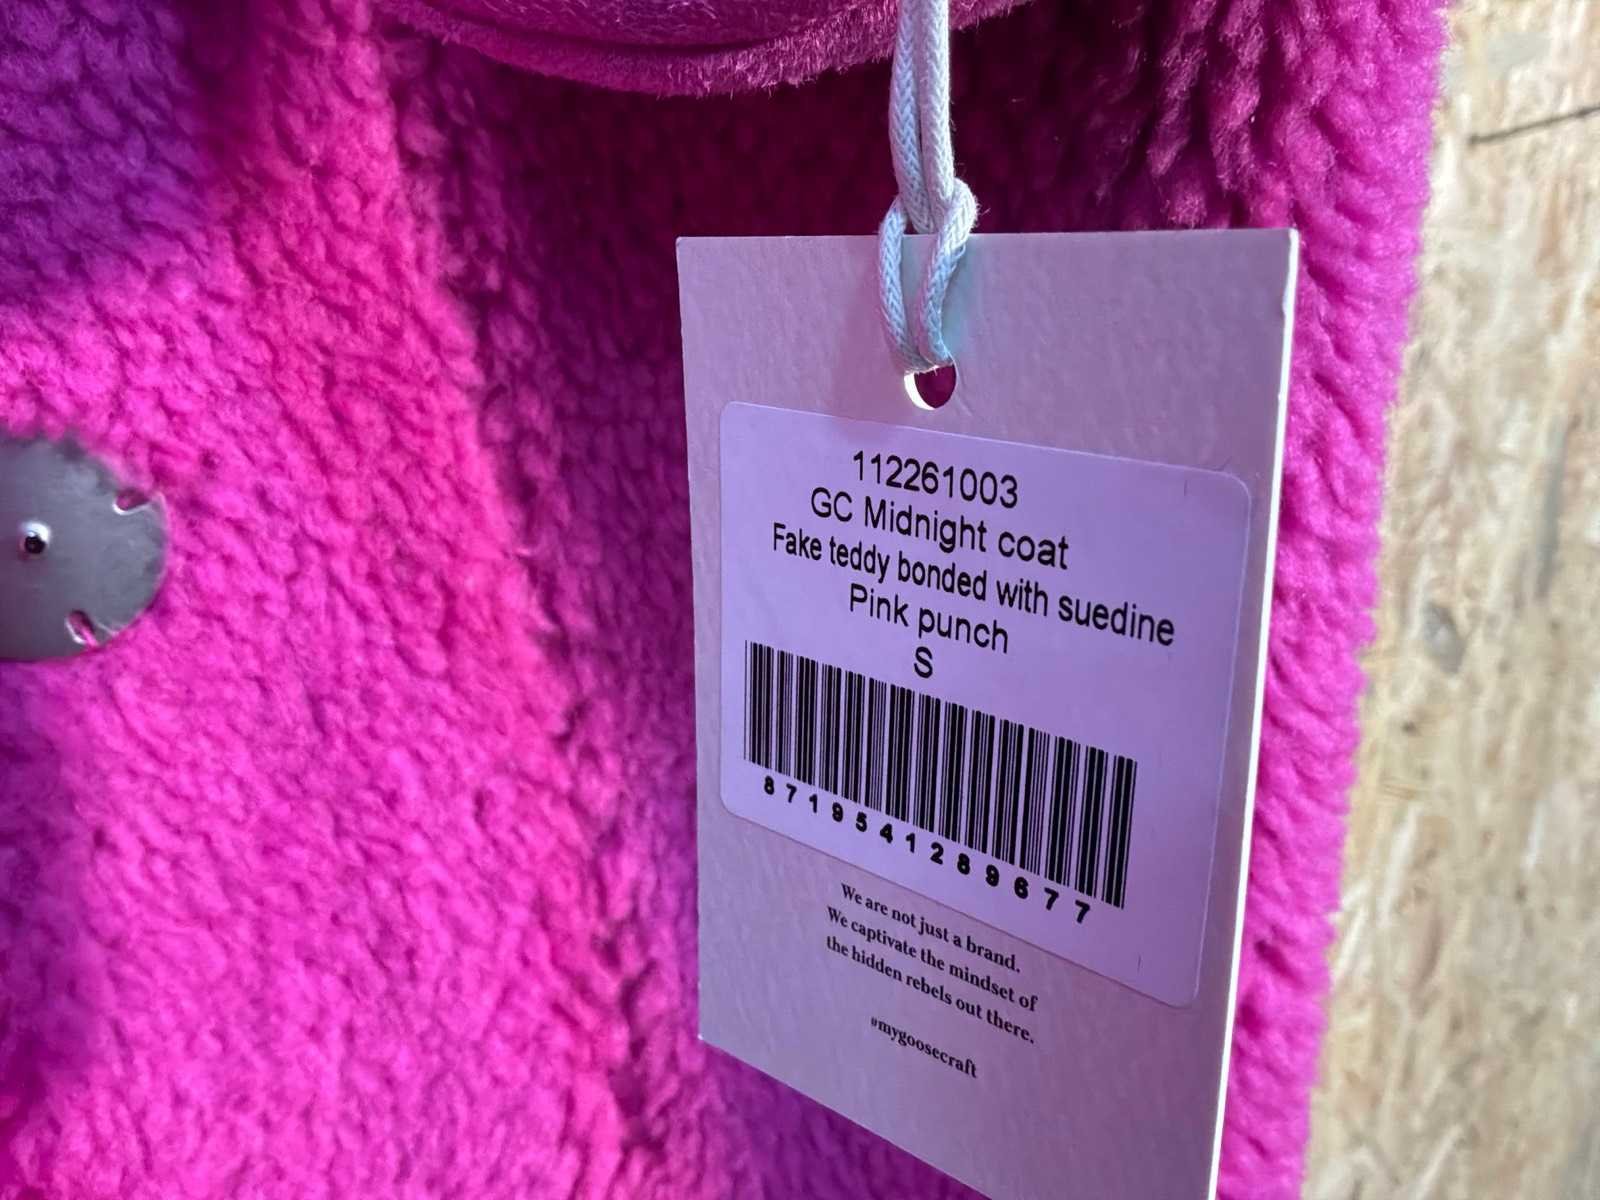 112261003
GC Midnight coat
Fake teddy bonded with suedine
Pink punch
S
8719541289677
We are not just a brand.
We captivate the mindset of
the hidden rebels out there.
#mygoosecraft